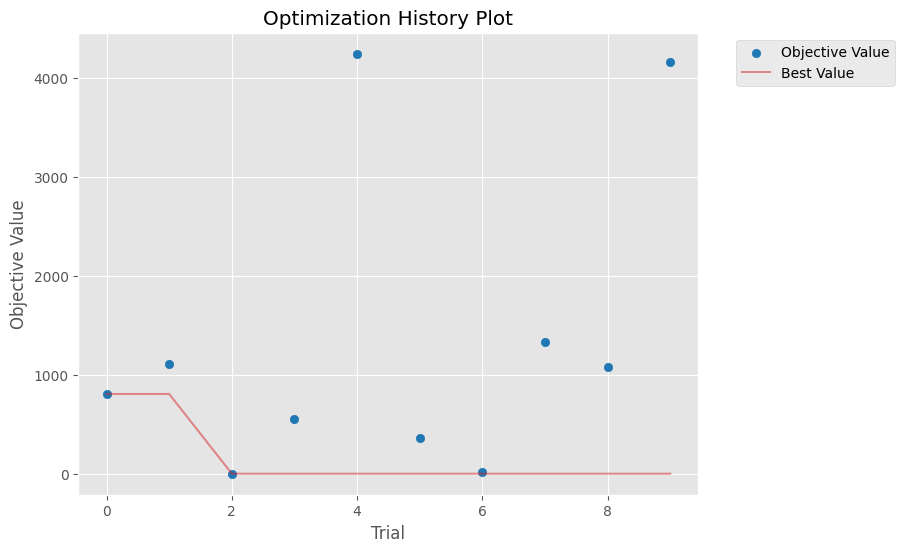 Optimization History Plot
Objective Value
Best Value
4000
3000
2000
1000
0
Objective Value
0 2 4 6 8
Trial